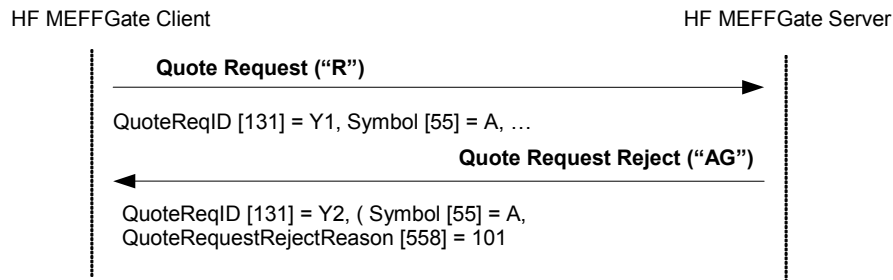 HF MEFFGate Client
HF MEFFGate Server
Quote Request (“R”)
QuoteReqID [131] = Y1, Symbol [55] = A, …
Quote Request Reject (“AG”)
QuoteReqID [131] = Y2, ( Symbol [55] = A,
QuoteRequestRejectReason [558] = 101